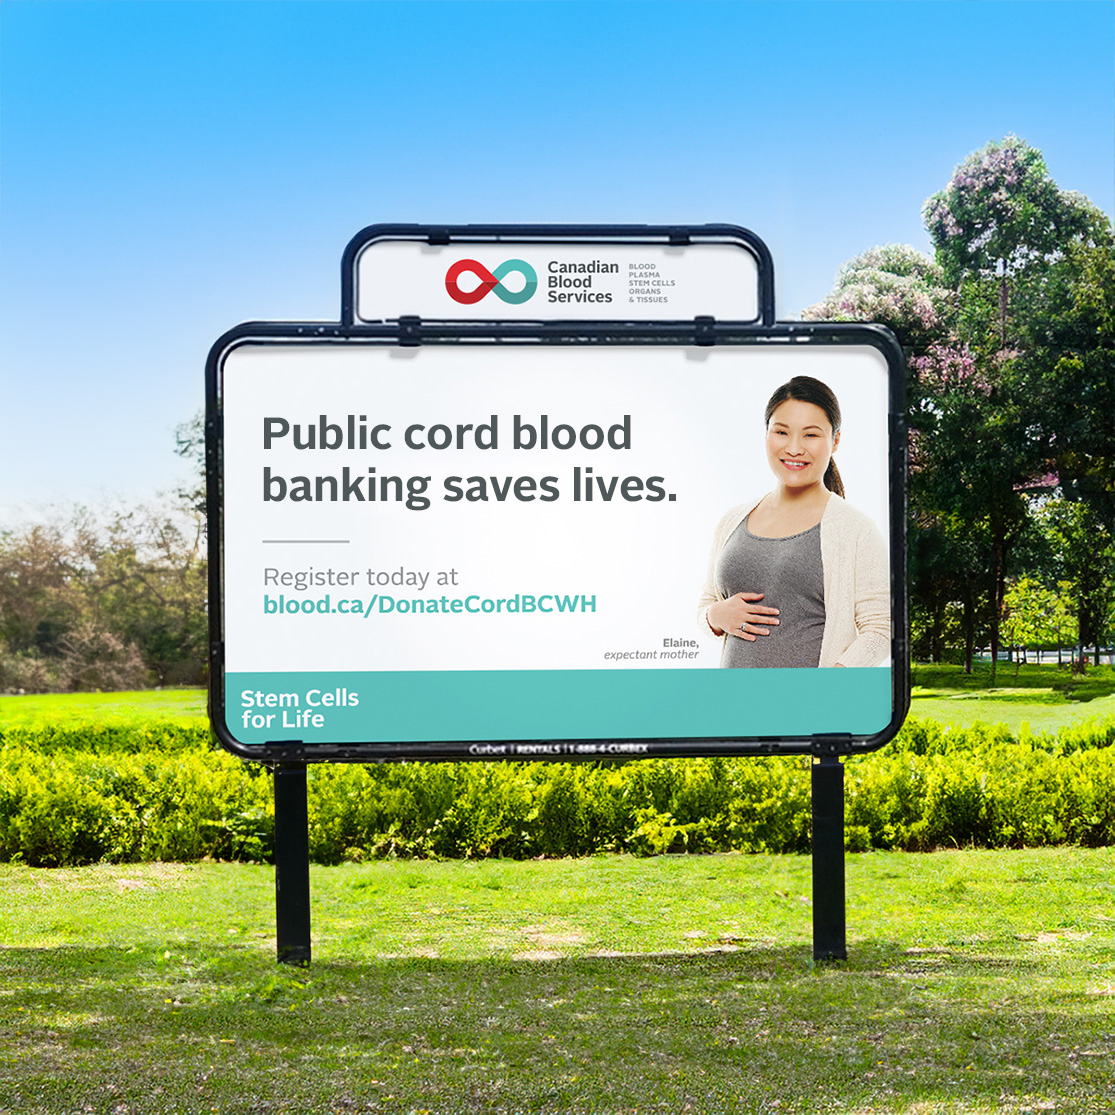 Canadian
Blood
Services
BLOOD
PLASMA
STEM CELLS
ORGANS
& TISSUES
Public cord blood
banking saves lives.
Register today at
blood.ca/DonateCordBCWH
Elaine,
expectant mother
Stem Cells
for Life
Curbex | RENTALS | 1-888-4-CURBEX